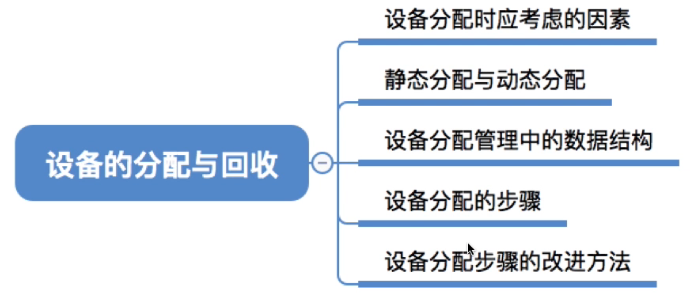 设备分配时应考虑的因素
静态分配与动态分配
设备的分配与回收
设备分配管理中的数据结构
设备分配的步骤
设备分配步骤的改进方法